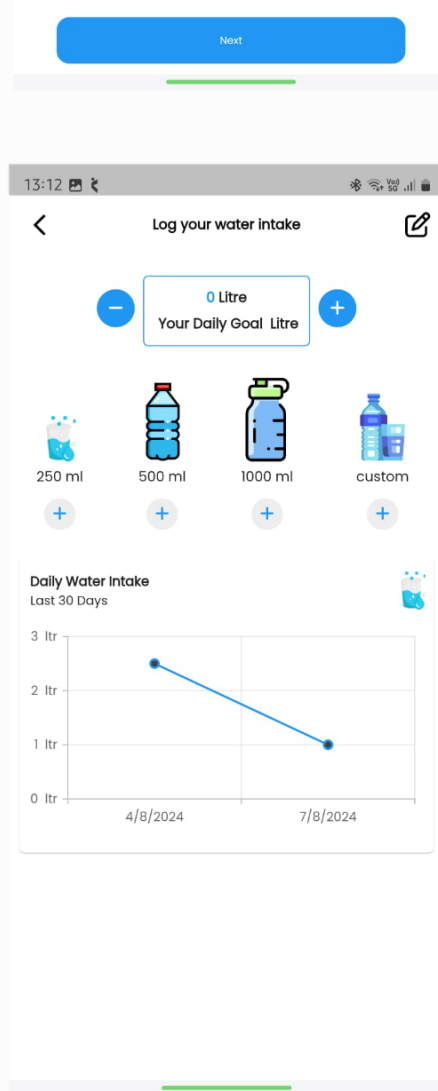 Next
13:12
Vo) 5G
Log your water intake
0 Litre
Your Daily Goal Litre
250 ml
500 ml
1000 ml
custom
Daily Water Intake
Last 30 Days
3 ltr
2 ltr
1 ltr
0 ltr
4/8/2024
7/8/2024